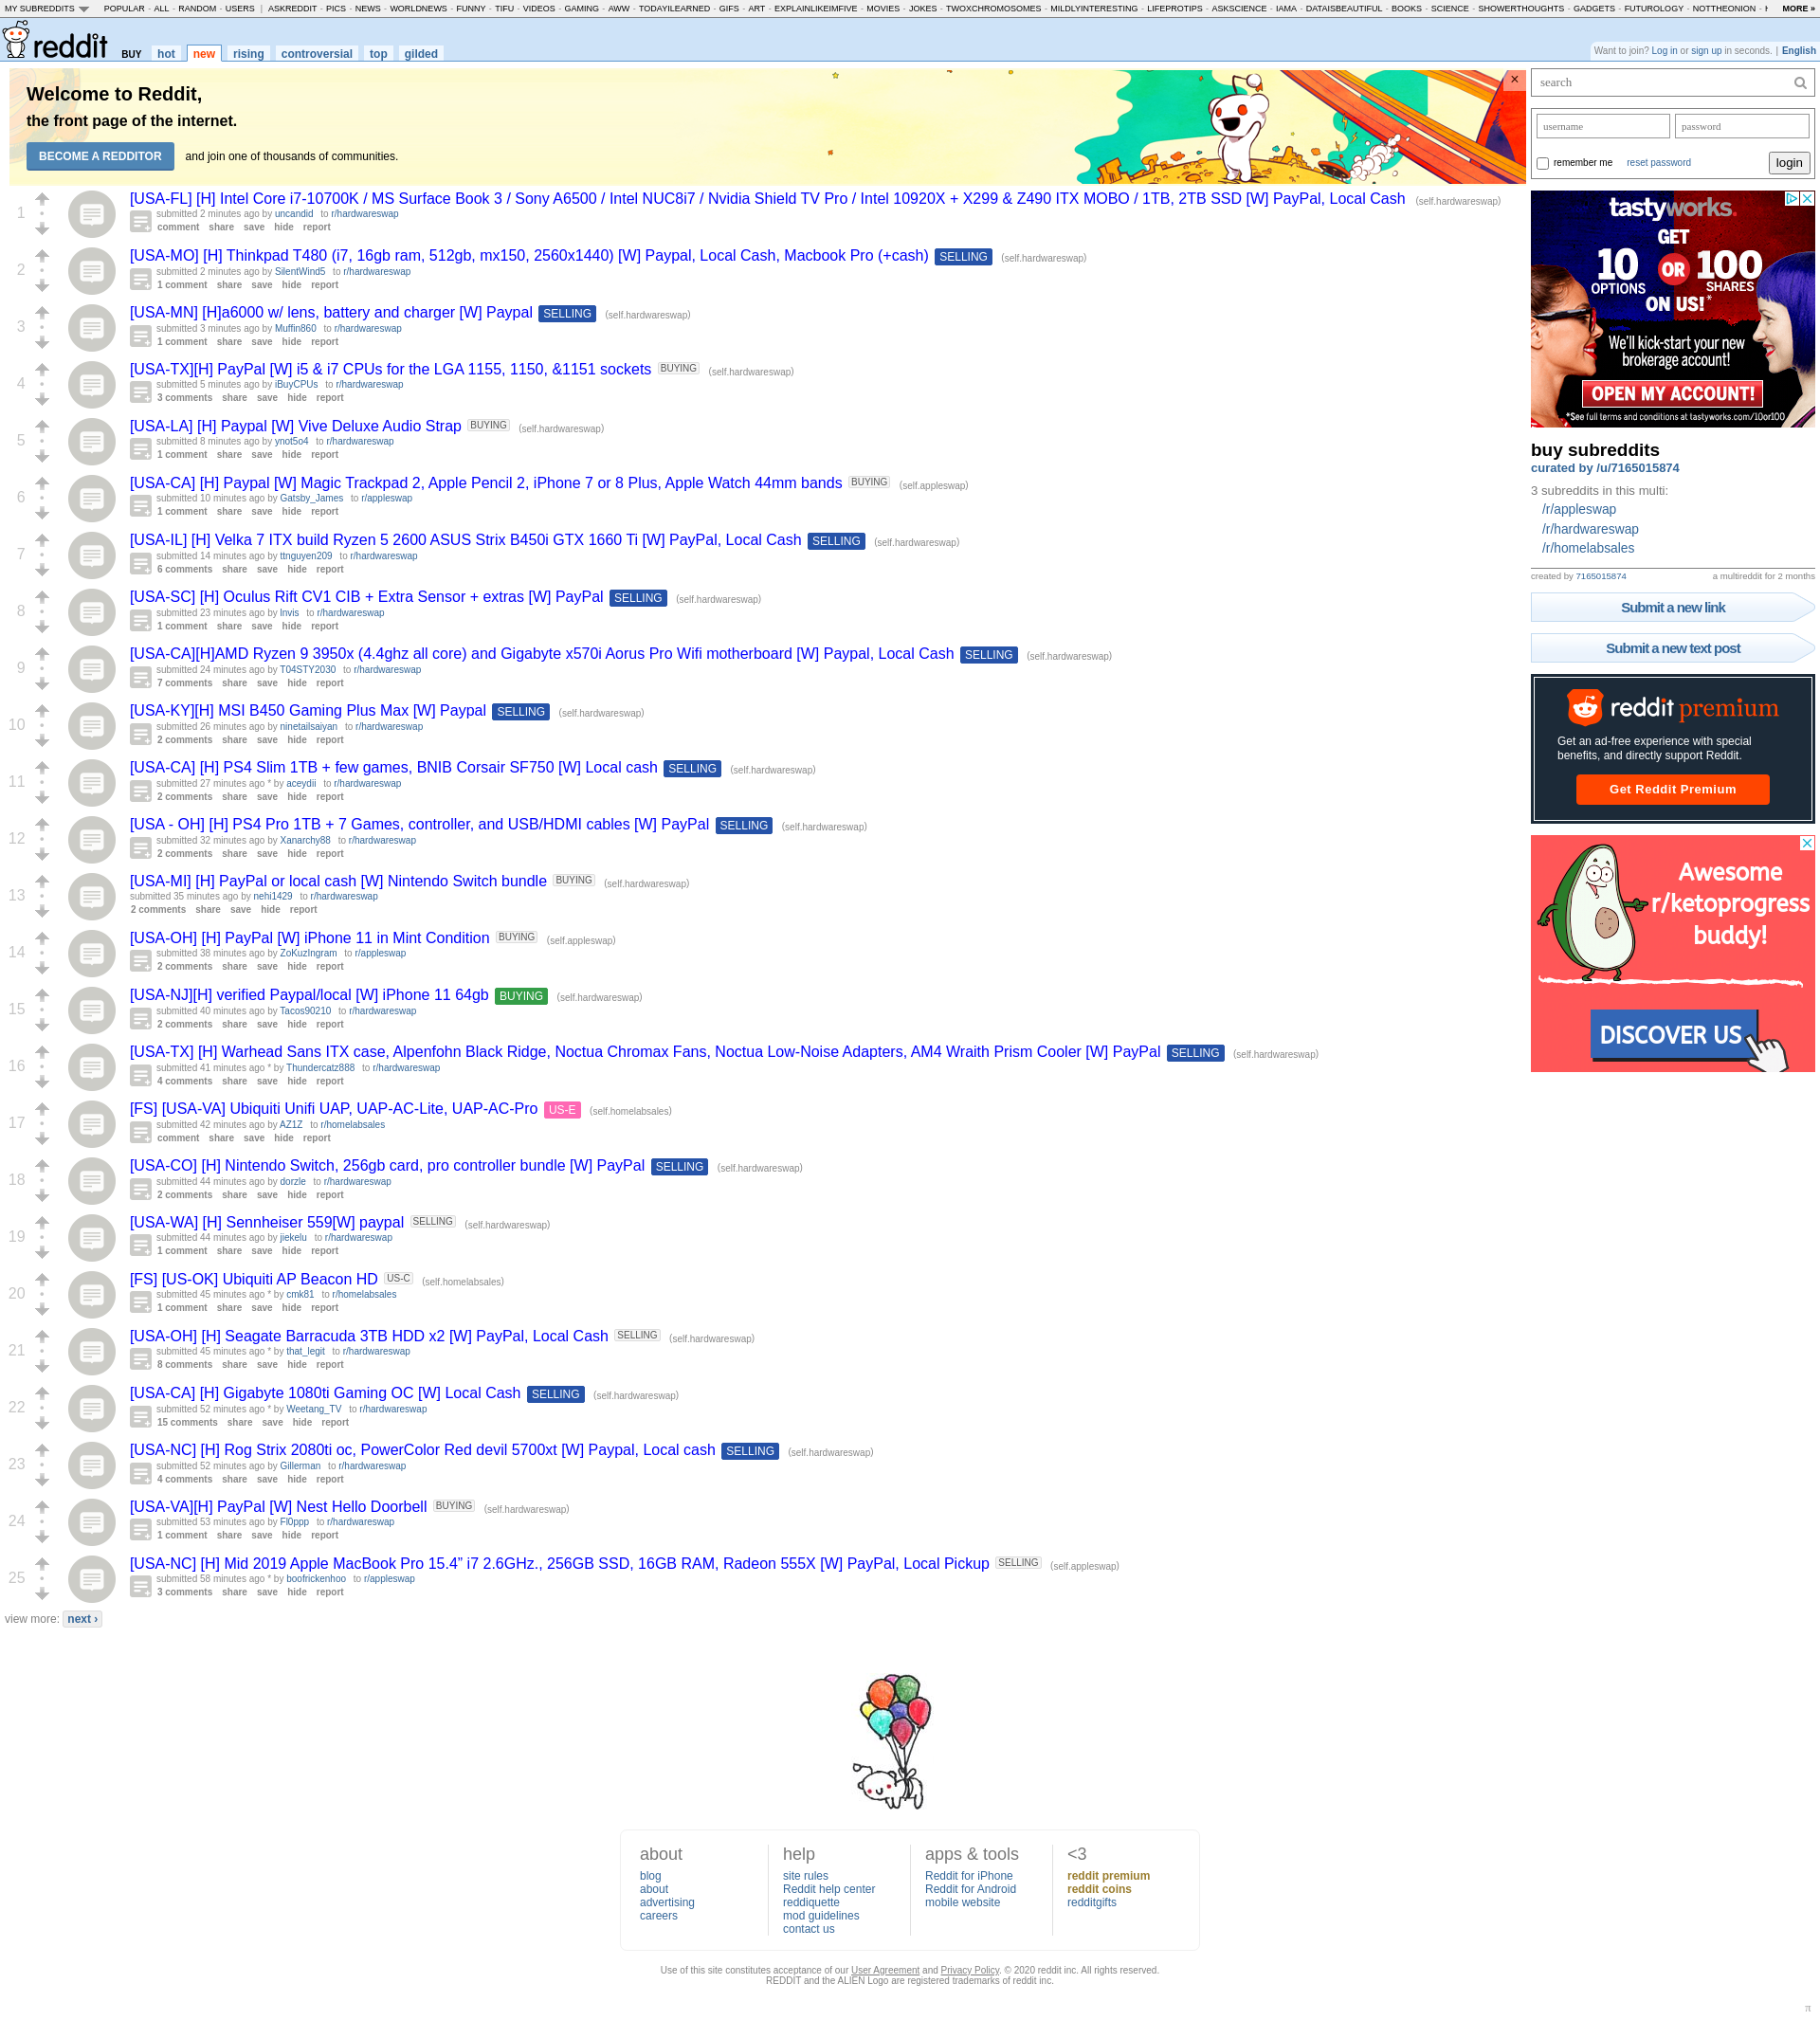 MY SUBREDDITS POPULAR - ALL - RANDOM - USERS | ASKREDDIT - PICS - NEWS - WORLDNEWS - FUNNY - TIFU - VIDEOS - GAMING - AWW - TODAYILEARNED - GIFS - ART - EXPLAINLIKEIMFIVE - MOVIES - JOKES - TWOXCHROMOSOMES - MILDLYINTERESTING - LIFEPROTIPS - ASKSCIENCE - IAMA - DATAISBEAUTIFUL - BOOKS - SCIENCE - SHOWERTHOUGHTS - GADGETS - FUTUROLOGY - NOTTHEONION - MORE »
reddit BUY hot new rising controversial top gilded
Want to join? Log in or sign up in seconds. | English
Welcome to Reddit,
the front page of the internet.
BECOME A REDDITOR and join one of thousands of communities.
×
1
[USA-FL] [H] Intel Core i7-10700K / MS Surface Book 3 / Sony A6500 / Intel NUC8i7 / Nvidia Shield TV Pro / Intel 10920X + X299 & Z490 ITX MOBO / 1TB, 2TB SSD [W] PayPal, Local Cash (self.hardwareswap)
submitted 2 minutes ago by uncandid to r/hardwareswap
comment share save hide report
2
[USA-MO] [H] Thinkpad T480 (i7, 16gb ram, 512gb, mx150, 2560x1440) [W] Paypal, Local Cash, Macbook Pro (+cash) SELLING (self.hardwareswap)
submitted 2 minutes ago by SilentWind5 to r/hardwareswap
1 comment share save hide report
3
[USA-MN] [H]a6000 w/ lens, battery and charger [W] Paypal SELLING (self.hardwareswap)
submitted 3 minutes ago by Muffin860 to r/hardwareswap
1 comment share save hide report
4
[USA-TX][H] PayPal [W] i5 & i7 CPUs for the LGA 1155, 1150, &1151 sockets BUYING (self.hardwareswap)
submitted 5 minutes ago by iBuyCPUs to r/hardwareswap
3 comments share save hide report
5
[USA-LA] [H] Paypal [W] Vive Deluxe Audio Strap BUYING (self.hardwareswap)
submitted 8 minutes ago by ynot5o4 to r/hardwareswap
1 comment share save hide report
6
[USA-CA] [H] Paypal [W] Magic Trackpad 2, Apple Pencil 2, iPhone 7 or 8 Plus, Apple Watch 44mm bands BUYING (self.appleswap)
submitted 10 minutes ago by Gatsby_James to r/appleswap
1 comment share save hide report
7
[USA-IL] [H] Velka 7 ITX build Ryzen 5 2600 ASUS Strix B450i GTX 1660 Ti [W] PayPal, Local Cash SELLING (self.hardwareswap)
submitted 14 minutes ago by ttnguyen209 to r/hardwareswap
6 comments share save hide report
8
[USA-SC] [H] Oculus Rift CV1 CIB + Extra Sensor + extras [W] PayPal SELLING (self.hardwareswap)
submitted 23 minutes ago by Invis to r/hardwareswap
1 comment share save hide report
9
[USA-CA][H]AMD Ryzen 9 3950x (4.4ghz all core) and Gigabyte x570i Aorus Pro Wifi motherboard [W] Paypal, Local Cash SELLING (self.hardwareswap)
submitted 24 minutes ago by T04STY2030 to r/hardwareswap
7 comments share save hide report
10
[USA-KY][H] MSI B450 Gaming Plus Max [W] Paypal SELLING (self.hardwareswap)
submitted 26 minutes ago by ninetailsaiyan to r/hardwareswap
2 comments share save hide report
11
[USA-CA] [H] PS4 Slim 1TB + few games, BNIB Corsair SF750 [W] Local cash SELLING (self.hardwareswap)
submitted 27 minutes ago * by aceydii to r/hardwareswap
2 comments share save hide report
12
[USA - OH] [H] PS4 Pro 1TB + 7 Games, controller, and USB/HDMI cables [W] PayPal SELLING (self.hardwareswap)
submitted 32 minutes ago by Xanarchy88 to r/hardwareswap
2 comments share save hide report
13
[USA-MI] [H] PayPal or local cash [W] Nintendo Switch bundle BUYING (self.hardwareswap)
submitted 35 minutes ago by nehi1429 to r/hardwareswap
2 comments share save hide report
14
[USA-OH] [H] PayPal [W] iPhone 11 in Mint Condition BUYING (self.appleswap)
submitted 38 minutes ago by ZoKuzIngram to r/appleswap
2 comments share save hide report
15
[USA-NJ][H] verified Paypal/local [W] iPhone 11 64gb BUYING (self.hardwareswap)
submitted 40 minutes ago by Tacos90210 to r/hardwareswap
2 comments share save hide report
16
[USA-TX] [H] Warhead Sans ITX case, Alpenfohn Black Ridge, Noctua Chromax Fans, Noctua Low-Noise Adapters, AM4 Wraith Prism Cooler [W] PayPal SELLING (self.hardwareswap)
submitted 41 minutes ago * by Thundercatz888 to r/hardwareswap
4 comments share save hide report
17
[FS] [USA-VA] Ubiquiti Unifi UAP, UAP-AC-Lite, UAP-AC-Pro US-E (self.homelabsales)
submitted 42 minutes ago by AZ1Z to r/homelabsales
comment share save hide report
18
[USA-CO] [H] Nintendo Switch, 256gb card, pro controller bundle [W] PayPal SELLING (self.hardwareswap)
submitted 44 minutes ago by dorzle to r/hardwareswap
2 comments share save hide report
19
[USA-WA] [H] Sennheiser 559[W] paypal SELLING (self.hardwareswap)
submitted 44 minutes ago by jiekelu to r/hardwareswap
1 comment share save hide report
20
[FS] [US-OK] Ubiquiti AP Beacon HD US-C (self.homelabsales)
submitted 45 minutes ago * by cmk81 to r/homelabsales
1 comment share save hide report
21
[USA-OH] [H] Seagate Barracuda 3TB HDD x2 [W] PayPal, Local Cash SELLING (self.hardwareswap)
submitted 45 minutes ago * by that_legit to r/hardwareswap
8 comments share save hide report
22
[USA-CA] [H] Gigabyte 1080ti Gaming OC [W] Local Cash SELLING (self.hardwareswap)
submitted 52 minutes ago * by Weetang_TV to r/hardwareswap
15 comments share save hide report
23
[USA-NC] [H] Rog Strix 2080ti oc, PowerColor Red devil 5700xt [W] Paypal, Local cash SELLING (self.hardwareswap)
submitted 52 minutes ago by Gillerman to r/hardwareswap
4 comments share save hide report
24
[USA-VA][H] PayPal [W] Nest Hello Doorbell BUYING (self.hardwareswap)
submitted 53 minutes ago by Fl0ppp to r/hardwareswap
1 comment share save hide report
25
[USA-NC] [H] Mid 2019 Apple MacBook Pro 15.4” i7 2.6GHz., 256GB SSD, 16GB RAM, Radeon 555X [W] PayPal, Local Pickup SELLING (self.appleswap)
submitted 58 minutes ago * by boofrickenhoo to r/appleswap
3 comments share save hide report
view more: next ›
search
username password
remember me reset password login
tastyworks
GET
10 OPTIONS OR 100 SHARES
ON US!*
We'll kick-start your new
brokerage account!
OPEN MY ACCOUNT!
*See full terms and conditions at tastyworks.com/10or100
buy subreddits
curated by /u/7165015874
3 subreddits in this multi:
/r/appleswap
/r/hardwareswap
/r/homelabsales
created by 7165015874 a multireddit for 2 months
Submit a new link
Submit a new text post
reddit premium
Get an ad-free experience with special
benefits, and directly support Reddit.
Get Reddit Premium
Awesome
r/ketoprogress
buddy!
DISCOVER US
about
blog
about
advertising
careers
help
site rules
Reddit help center
reddiquette
mod guidelines
contact us
apps & tools
Reddit for iPhone
Reddit for Android
mobile website
<3
reddit premium
reddit coins
redditgifts
Use of this site constitutes acceptance of our User Agreement and Privacy Policy. © 2020 reddit inc. All rights reserved.
REDDIT and the ALIEN Logo are registered trademarks of reddit inc.
π